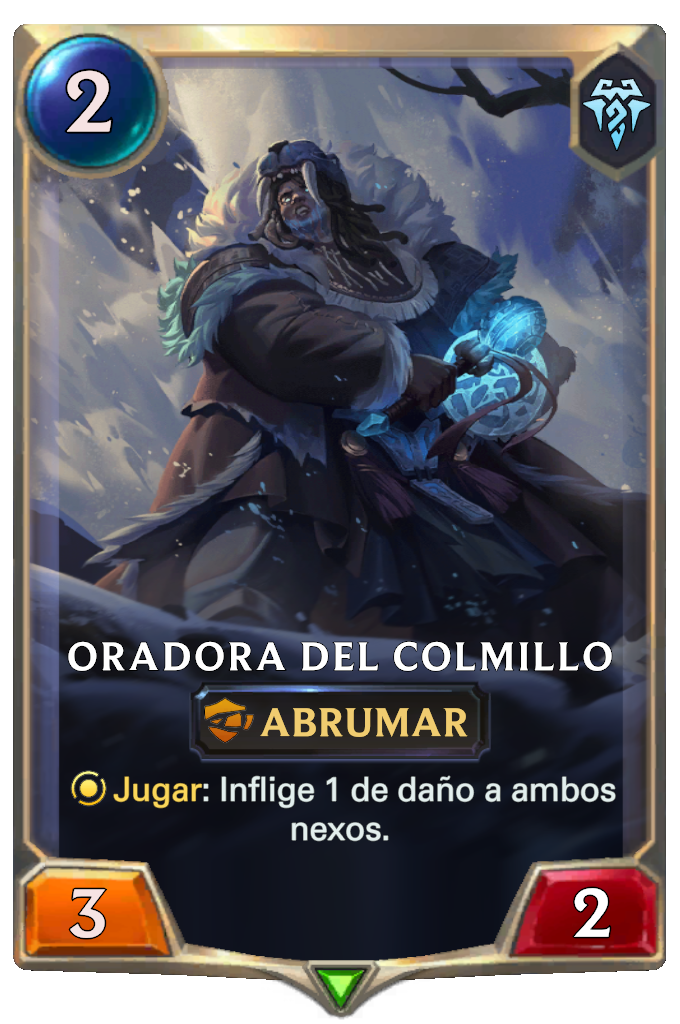 2
ORADORA DEL COLMILLO
ABRUMAR
Jugar: Inflige 1 de daño a ambos
nexos.
3
2